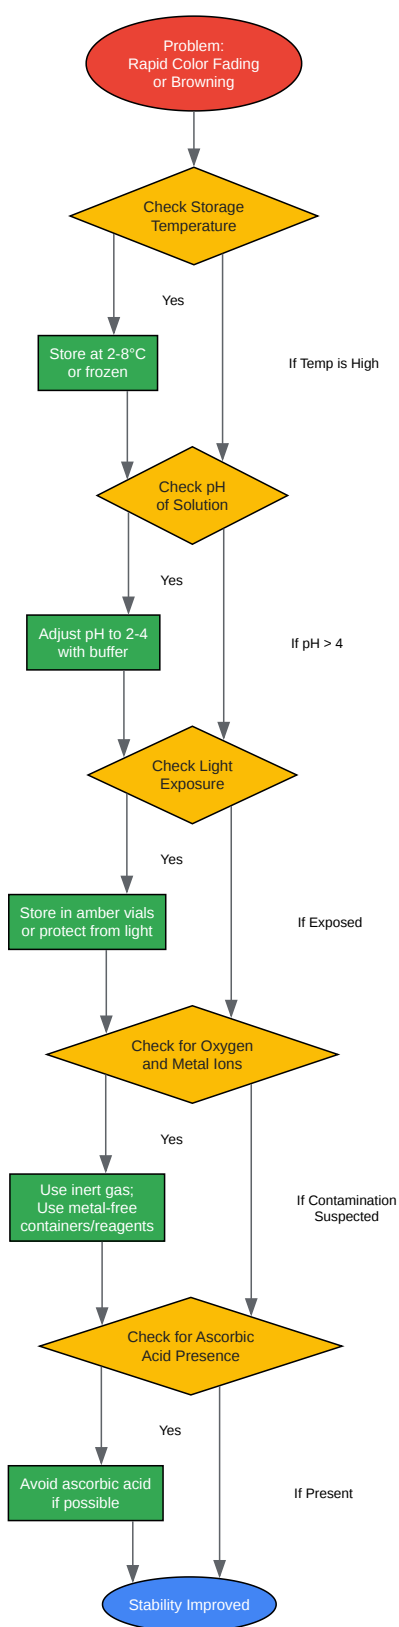 Problem:
Rapid Color Fading
or Browning
Check Storage
Temperature
Yes
Store at 2-8°C
or frozen
If Temp is High
Check pH
of Solution
Yes
Adjust pH to 2-4
with buffer
If pH > 4
Check Light
Exposure
Yes
Store in amber vials
or protect from light
If Exposed
Check for Oxygen
and Metal Ions
Yes
Use inert gas;
Use metal-free
containers/reagents
If Contamination
Suspected
Check for Ascorbic
Acid Presence
Yes
Avoid ascorbic acid
if possible
If Present
Stability Improved